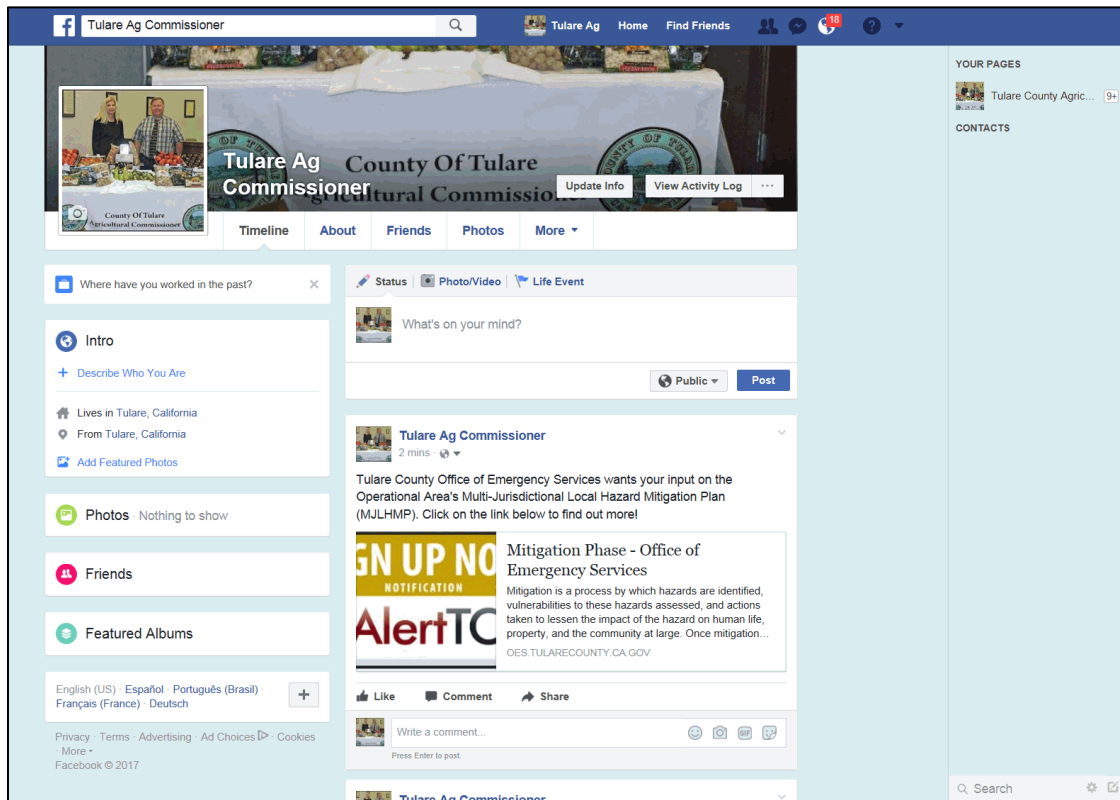 Tulare Ag Commissioner
Tulare Ag Home Find Friends 18
YOUR PAGES
Tulare County Agric... 9+
CONTACTS
COUNTY OF TULARE
County Of Tulare
Agricultural Commissioner
Tulare Ag
Commissioner
County Of Tulare
Agricultural Commissio
Update Info View Activity Log ...
Timeline About Friends Photos More
Where have you worked in the past?
Intro
Describe Who You Are
Lives in Tulare, California
From Tulare, California
Add Featured Photos
Photos · Nothing to show
Friends
Featured Albums
English (US) · Español · Português (Brasil) ·
Français (France) · Deutsch
+
Privacy · Terms · Advertising · Ad Choices · Cookies
· More
Facebook © 2017
Status Photo/Video Life Event
What's on your mind?
Public Post
Tulare Ag Commissioner
2 mins ·
Tulare County Office of Emergency Services wants your input on the
Operational Area's Multi-Jurisdictional Local Hazard Mitigation Plan
(MJLHMP). Click on the link below to find out more!
GN UP NO
NOTIFICATION
AlertTC
Mitigation Phase - Office of
Emergency Services
Mitigation is a process by which hazards are identified,
vulnerabilities to these hazards assessed, and actions
taken to lessen the impact of the hazard on human life,
property, and the community at large. Once mitigation...
OES.TULARECOUNTY.CA.GOV
Like Comment Share
Write a comment...
GIF
Press Enter to post.
Tulare Ag Commissioner
Search